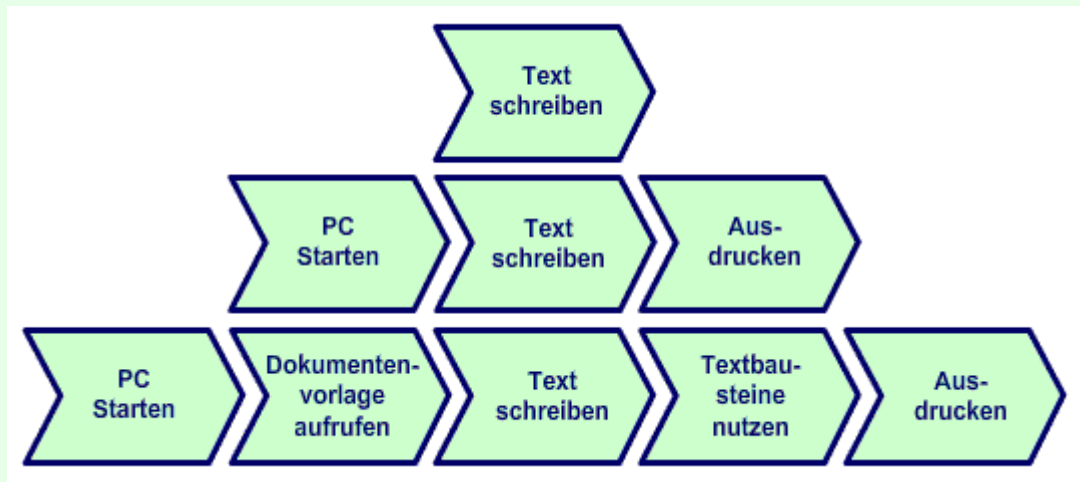 Text
schreiben
PC
Starten
Text
schreiben
Aus-
drucken
PC
Starten
Dokumenten-
vorlage
aufrufen
Text
schreiben
Textbau-
steine
nutzen
Aus-
drucken